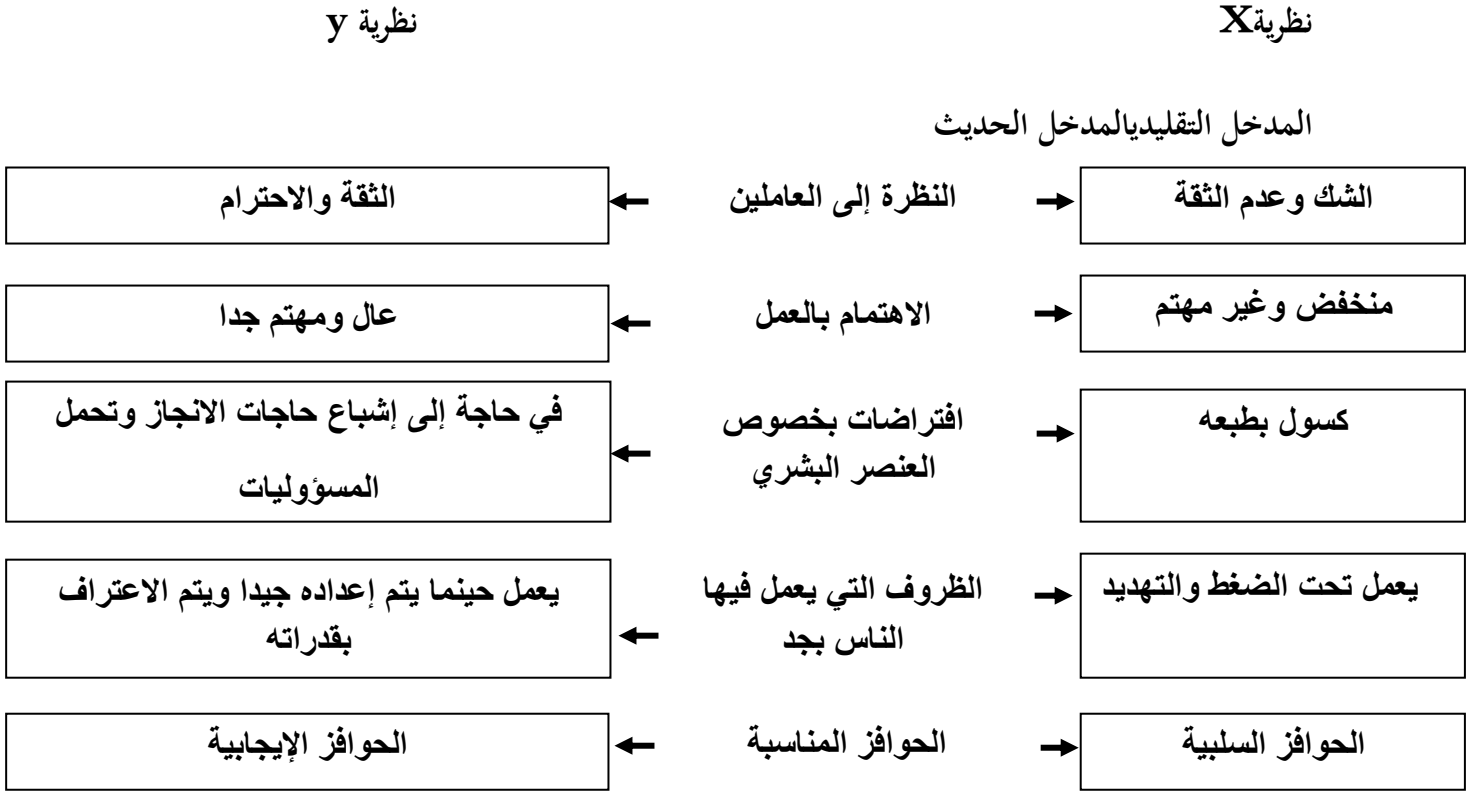 نظريةX
نظرية y
المدخل التقليديالمدخل الحديث
الشك وعدم الثقة
النظرة إلى العاملين
الثقة والاحترام
منخفض وغير مهتم
الاهتمام بالعمل
عال ومهتم جدا
كسول بطبعه
افتراضات بخصوص
العنصر البشري
في حاجة إلى إشباع حاجات الانجاز وتحمل
المسؤوليات
يعمل تحت الضغط والتهديد
الظروف التي يعمل فيها
الناس بجد
يعمل حينما يتم إعداده جيدا ويتم الاعتراف
بقدراته
الحوافز السلبية
الحوافز المناسبة
الحوافز الإيجابية